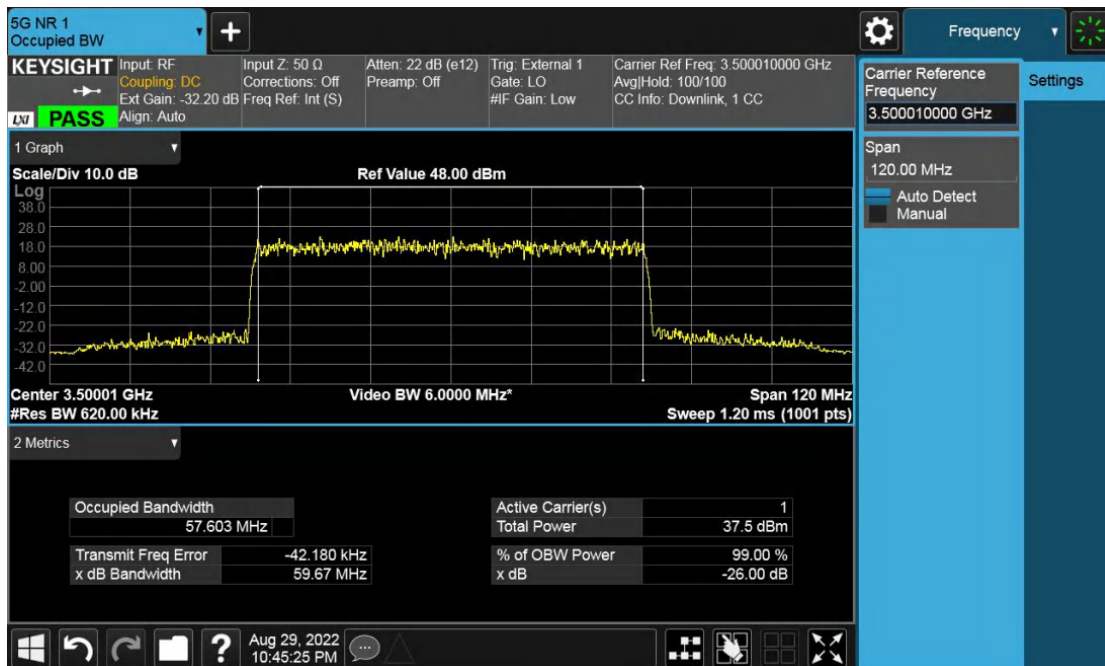 5G NR 1
Occupied BW
Frequency
KEYSIGHT
LXI PASS
Input: RF
Coupling: DC
Ext Gain: -32.20 dB
Align: Auto
Input Z: 50 Ω
Corrections: Off
Freq Ref: Int (S)
Atten: 22 dB (e12)
Preamp: Off
Trig: External 1
Gate: LO
#IF Gain: Low
Carrier Ref Freq: 3.500010000 GHz
Avg|Hold: 100/100
CC Info: Downlink, 1 CC
Carrier Reference
Frequency
3.500010000 GHz
Settings
Span
120.00 MHz
Auto Detect
Manual
1 Graph
Scale/Div 10.0 dB
Ref Value 48.00 dBm
Log
38.0
28.0
18.0
8.00
-2.00
-12.0
-22.0
-32.0
-42.0
Center 3.50001 GHz
#Res BW 620.00 kHz
Video BW 6.0000 MHz*
Span 120 MHz
Sweep 1.20 ms (1001 pts)
2 Metrics
Occupied Bandwidth
57.603 MHz
Transmit Freq Error -42.180 kHz
x dB Bandwidth 59.67 MHz
Active Carrier(s) 1
Total Power 37.5 dBm
% of OBW Power 99.00 %
x dB -26.00 dB
Aug 29, 2022
10:45:25 PM